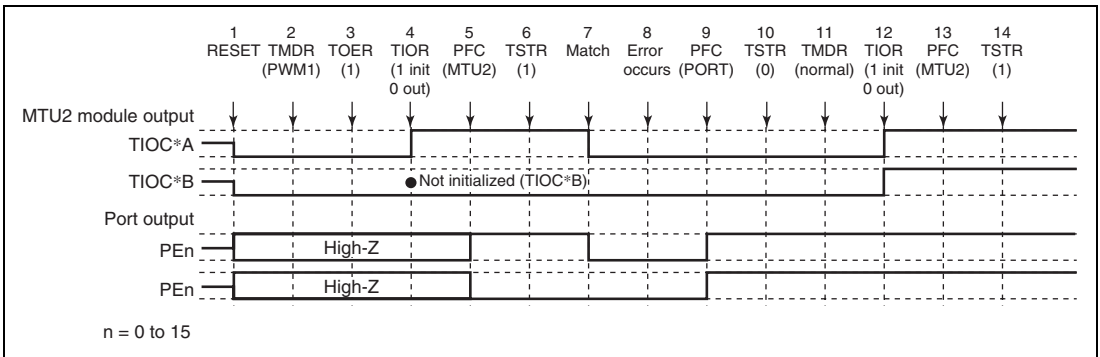 1 2 3 4 5 6 7 8 9 10 11 12 13 14
RESET TMDR TOER TIOR PFC TSTR Match Error PFC TSTR TMDR TIOR PFC TSTR
(PWM1) (1) (1 init (MTU2) (1) occurs (PORT) (0) (normal) (1 init (MTU2) (1)
0 out) 0 out)
MTU2 module output
TIOC*A
TIOC*B
Not initialized (TIOC*B)
Port output
PEn
High-Z
PEn
High-Z
n = 0 to 15